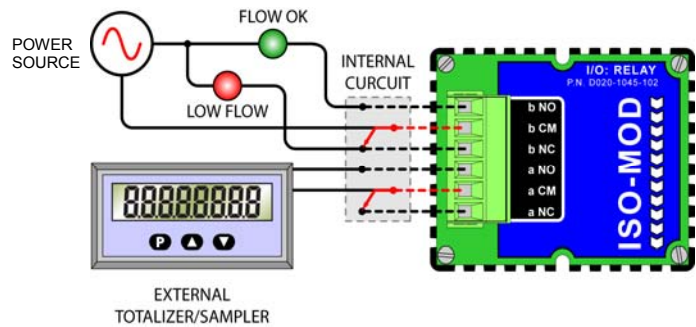 FLOW OK
POWER
SOURCE
INTERNAL
CURCUIT
LOW FLOW
I/O: RELAY
P.N. D020-1045-102
b NO
b CM
b NC
a NO
a CM
a NC
ISO-MOD
88888888
P
EXTERNAL
TOTALIZER/SAMPLER